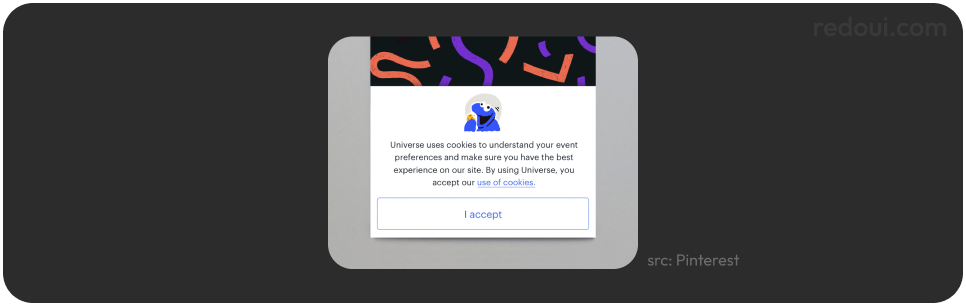 redoui.com
Universe uses cookies to understand your event
preferences and make sure you have the best
experience on our site. By using Universe, you
accept our use of cookies.
I accept
src: Pinterest